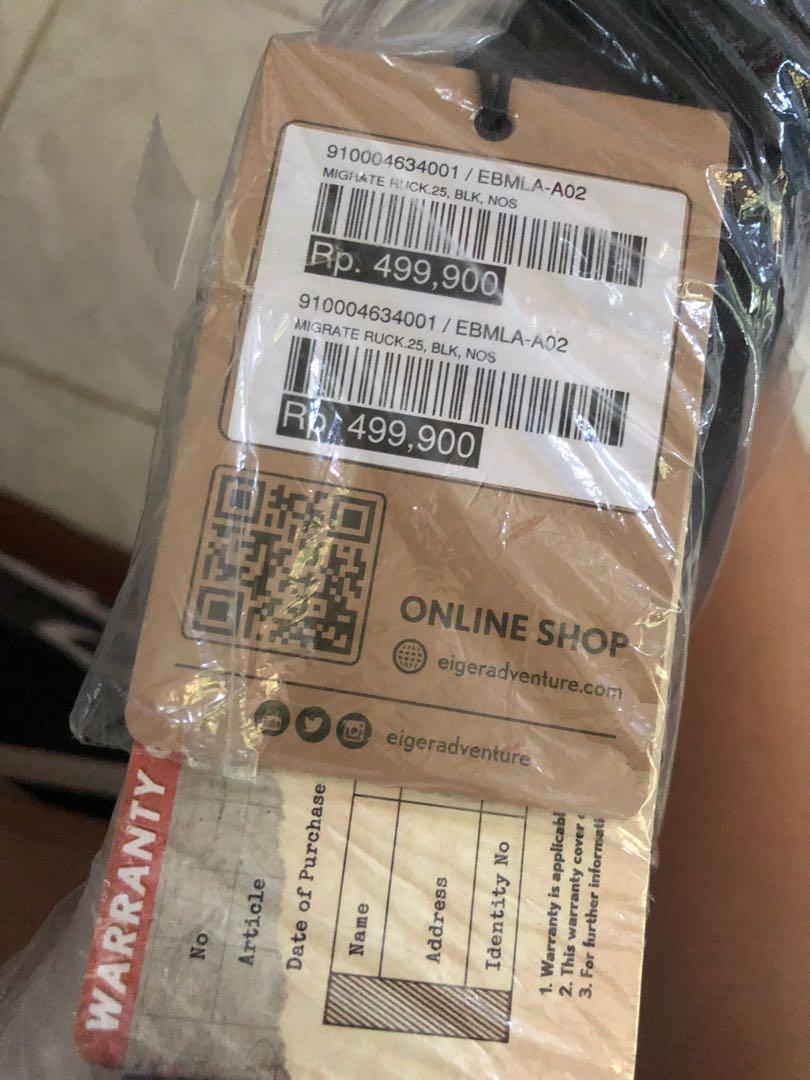 910004634001 / EBMLA-A02
MIGRATE RUCK.25, BLK, NOS
Rp. 499,900
910004634001 / EBMLA-A02
MIGRATE RUCK.25, BLK, NOS
Rp. 499,900
ONLINE SHOP
eigeradventure.com
eigeradventure
WARRANTY
No
Article
Date of Purchase
Name
Address
Identity No
1. Warranty is
2. This warranty cover
3. For further